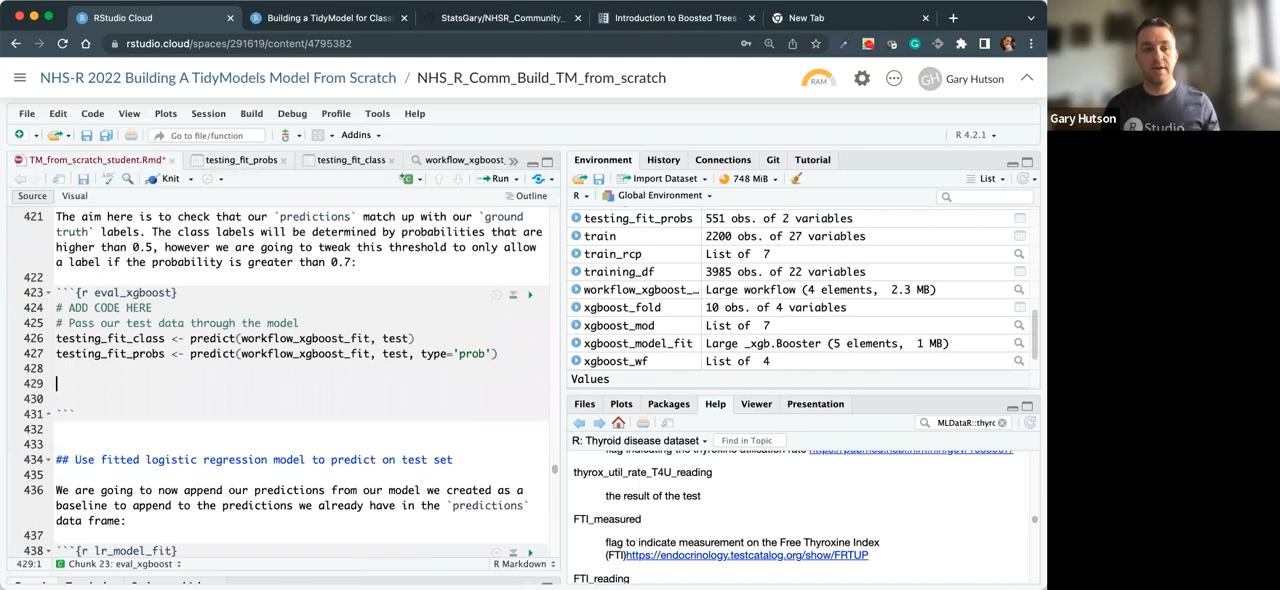 RStudio Cloud
Building a TidyModel for Class
StatsGary/NHSR_Community_
Introduction to Boosted Trees -
New Tab
rstudio.cloud/spaces/291619/content/4795382
NHS-R 2022 Building A TidyModels Model From Scratch / NHS_R_Comm_Build_TM_from_scratch
RAM
GH Gary Hutson
File Edit Code View Plots Session Build Debug Profile Tools Help
Go to file/function
Addins
R 4.2.1
TM_from_scratch_student.Rmd*
testing_fit_probs
testing_fit_class
workflow_xgboost_
Knit
Run
Source Visual
Outline
421 The aim here is to check that our `predictions` match up with our `ground
truth` labels. The class labels will be determined by probabilities that are
higher than 0.5, however we are going to tweak this threshold to only allow
a label if the probability is greater than 0.7:
422
423 ```{r eval_xgboost}
424 # ADD CODE HERE
425 # Pass our test data through the model
426 testing_fit_class <- predict(workflow_xgboost_fit, test)
427 testing_fit_probs <- predict(workflow_xgboost_fit, test, type='prob')
428
429
430
431 ```
432
433
434 ## Use fitted logistic regression model to predict on test set
435
436 We are going to now append our predictions from our model we created as a
baseline to append to the predictions we already have in the `predictions`
data frame:
437
438 ```{r lr_model_fit}
429:1 Chunk 23: eval_xgboost R Markdown
Environment History Connections Git Tutorial
Import Dataset 748 MiB List
R Global Environment
testing_fit_probs 551 obs. of 2 variables
train 2200 obs. of 27 variables
train_rcp List of 7
training_df 3985 obs. of 22 variables
workflow_xgboost_… Large workflow (4 elements, 2.3 MB)
xgboost_fold 10 obs. of 4 variables
xgboost_mod List of 7
xgboost_model_fit Large _xgb.Booster (5 elements, 1 MB)
xgboost_wf List of 4
Values
Files Plots Packages Help Viewer Presentation
MLDataR::thyrc
R: Thyroid disease dataset Find in Topic
thyrox_util_rate_T4U_reading
the result of the test
FTI_measured
flag to indicate measurement on the Free Thyroxine Index
(FTI)https://endocrinology.testcatalog.org/show/FRTUP
FTI_reading
Gary Hutson
R Studio